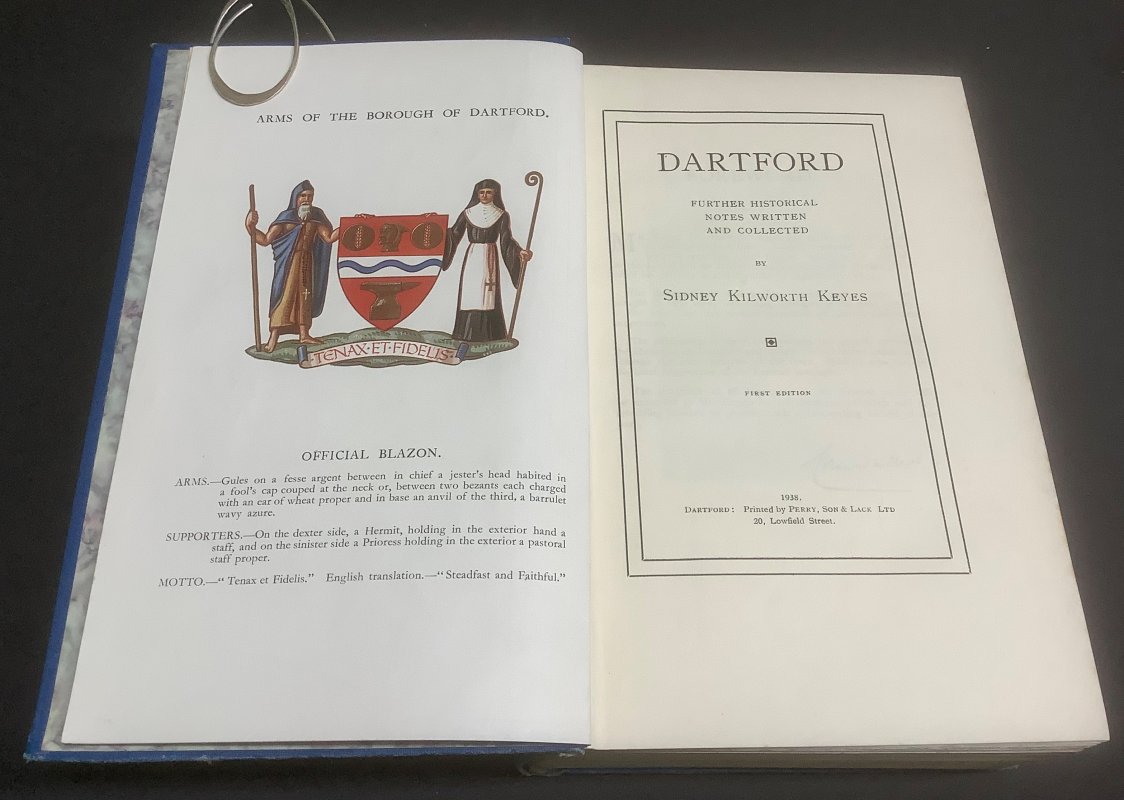 ARMS OF THE BOROUGH OF DARTFORD.
TENAX·ET·FIDELIS·
OFFICIAL BLAZON.
ARMS.—Gules on a fesse argent between in chief a jester's head habited in
a fool's cap couped at the neck or, between two bezants each charged
with an ear of wheat proper and in base an anvil of the third, a barrulet
wavy azure.
SUPPORTERS.—On the dexter side, a Hermit, holding in the exterior hand a
staff, and on the sinister side a Prioress holding in the exterior a pastoral
staff proper.
MOTTO.—"Tenax et Fidelis." English translation.—"Steadfast and Faithful."
DARTFORD
FURTHER HISTORICAL
NOTES WRITTEN
AND COLLECTED
BY
SIDNEY KILWORTH KEYES
FIRST EDITION
1938.
DARTFORD: Printed by PERRY, SON & LACK LTD
20, Lowfield Street.